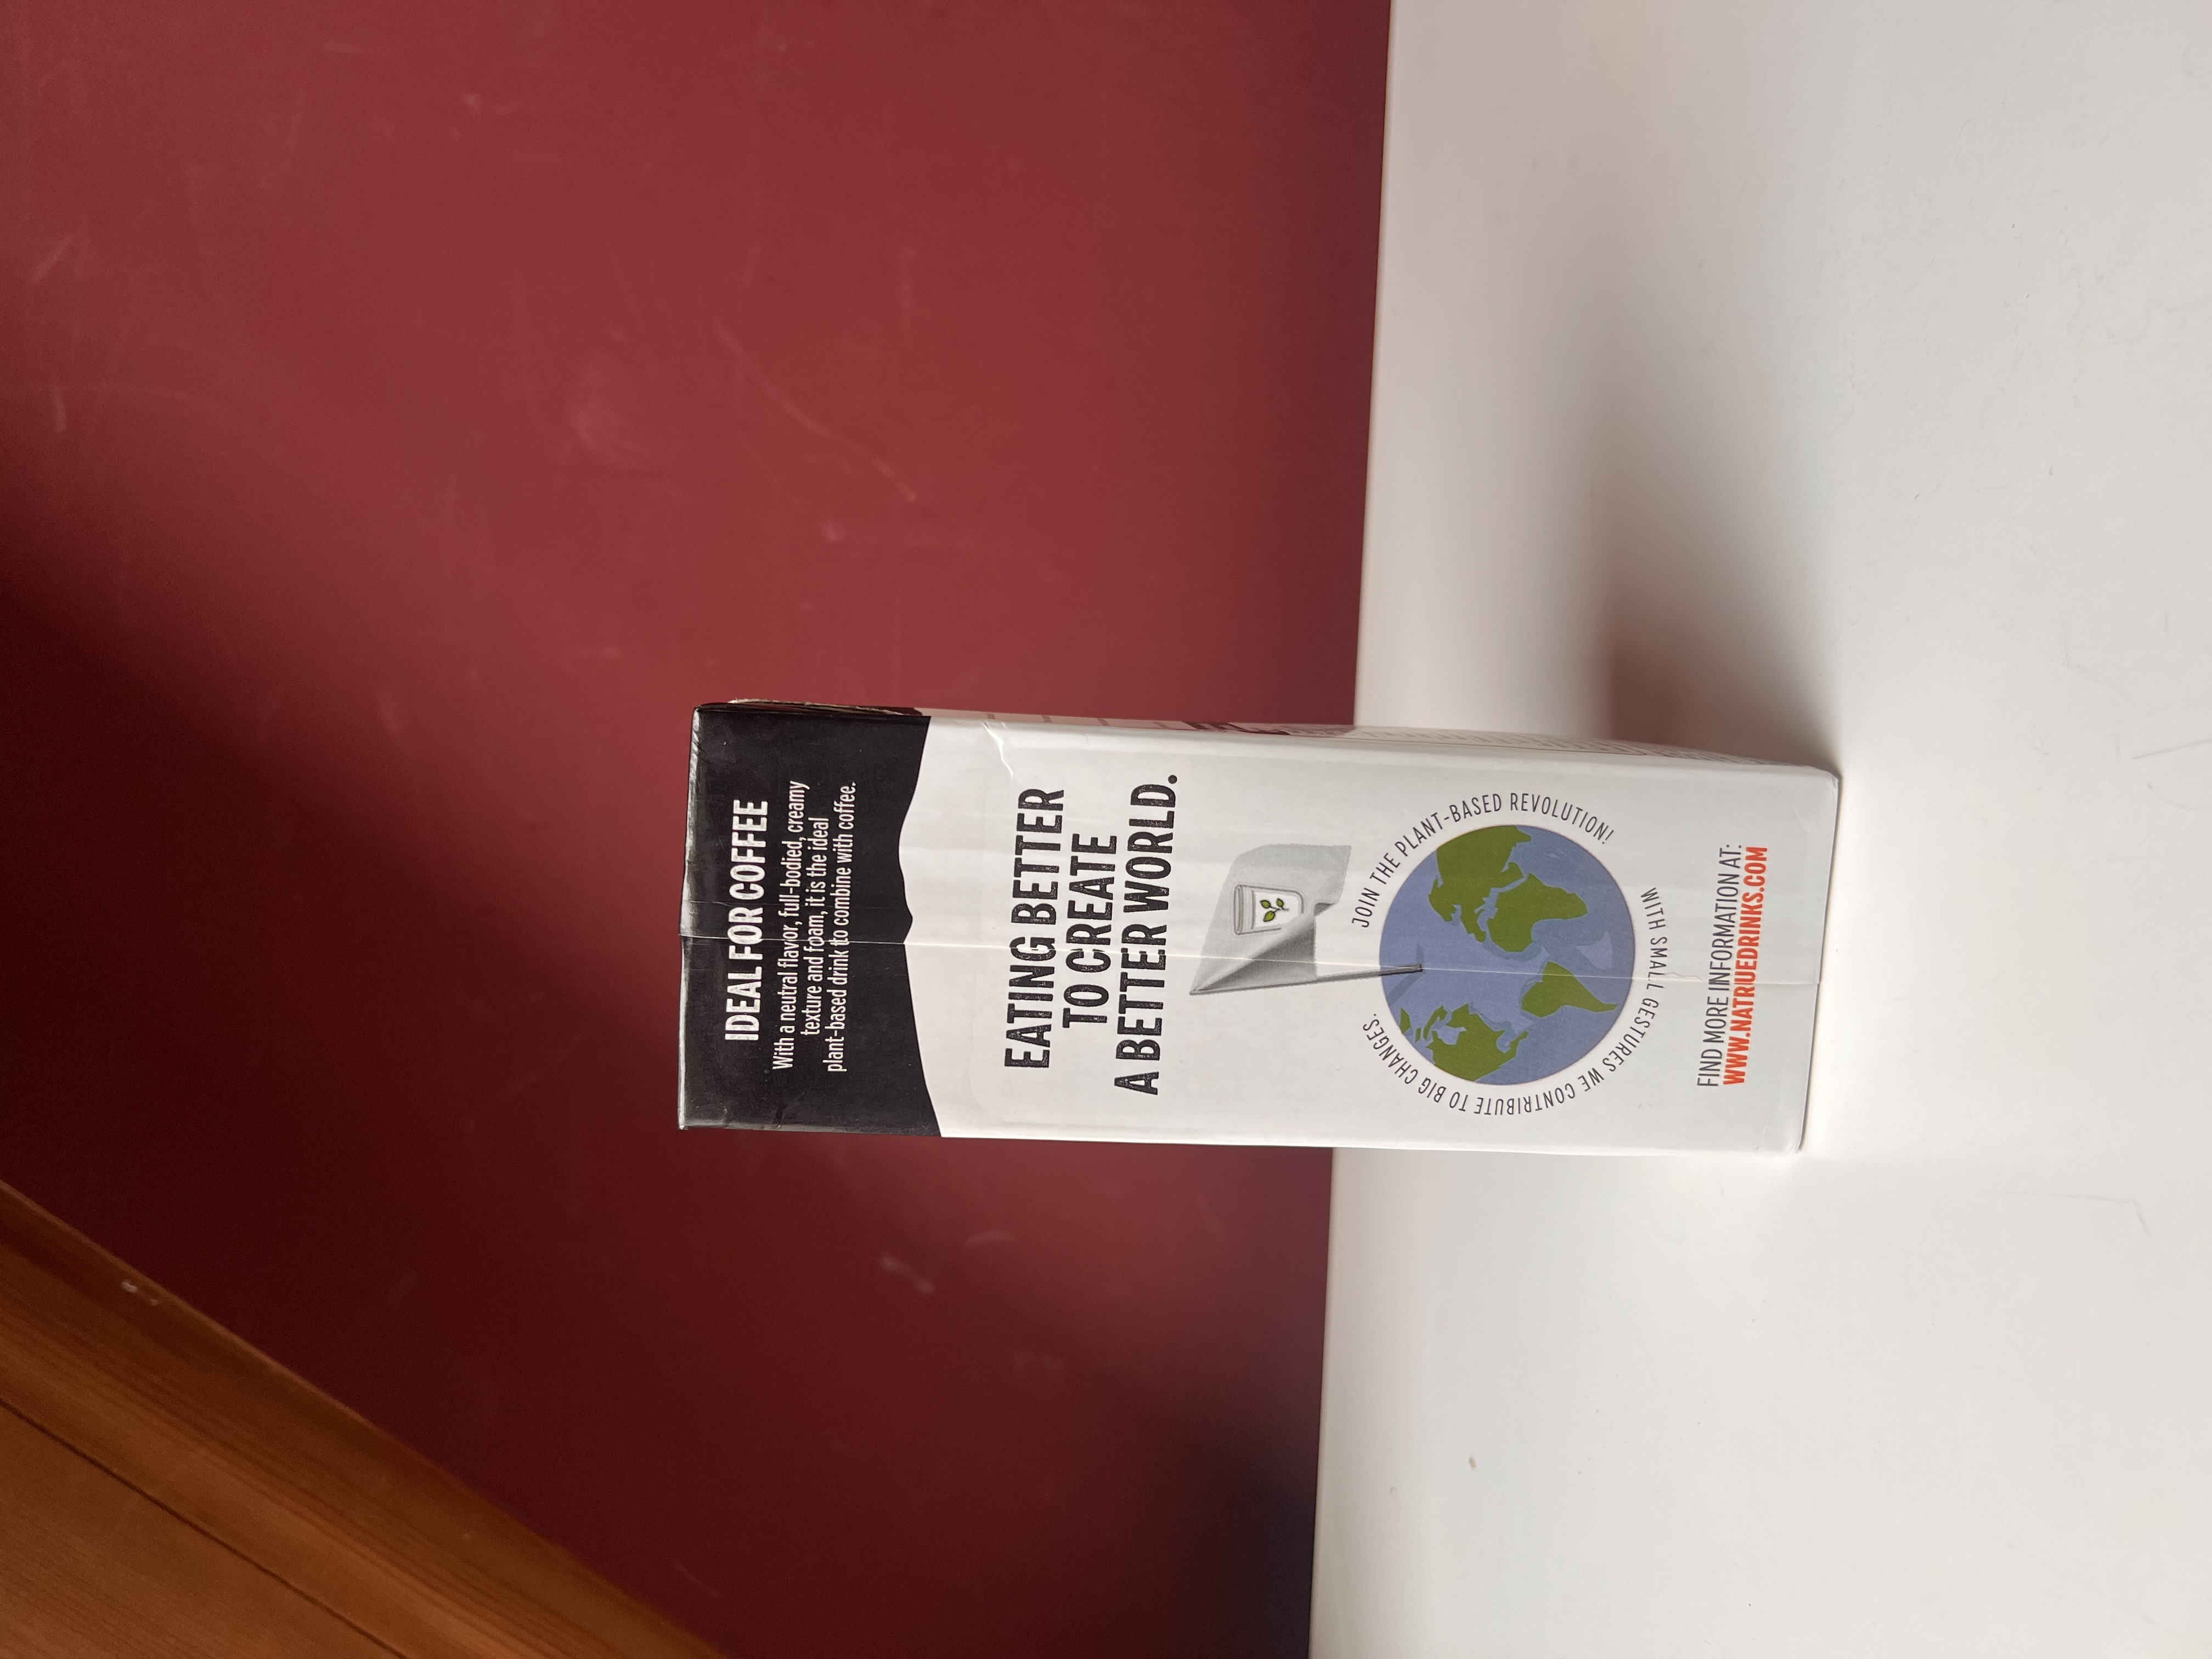 IDEAL FOR COFFEE
With a neutral flavor, full-bodied, creamy
texture and foam, it is the ideal
plant-based drink to combine with coffee.
EATING BETTER
TO CREATE
A BETTER WORLD.
JOIN THE PLANT-BASED REVOLUTION!
WITH SMALL GESTURES WE CONTRIBUTE TO BIG CHANGES.
FIND MORE INFORMATION AT:
WWW.NATRUEDRINKS.COM